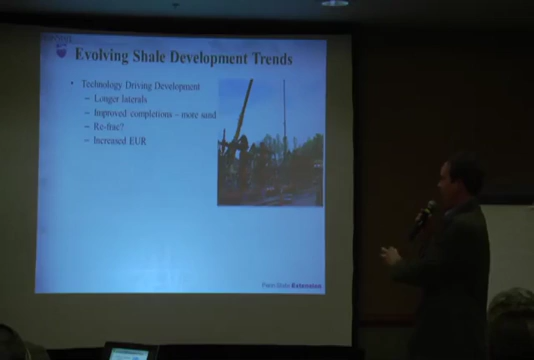 Evolving Shale Development Trends
• Technology Driving Development
– Longer laterals
– Improved completions – more sand
– Re-frac?
– Increased EUR
Penn State Extension